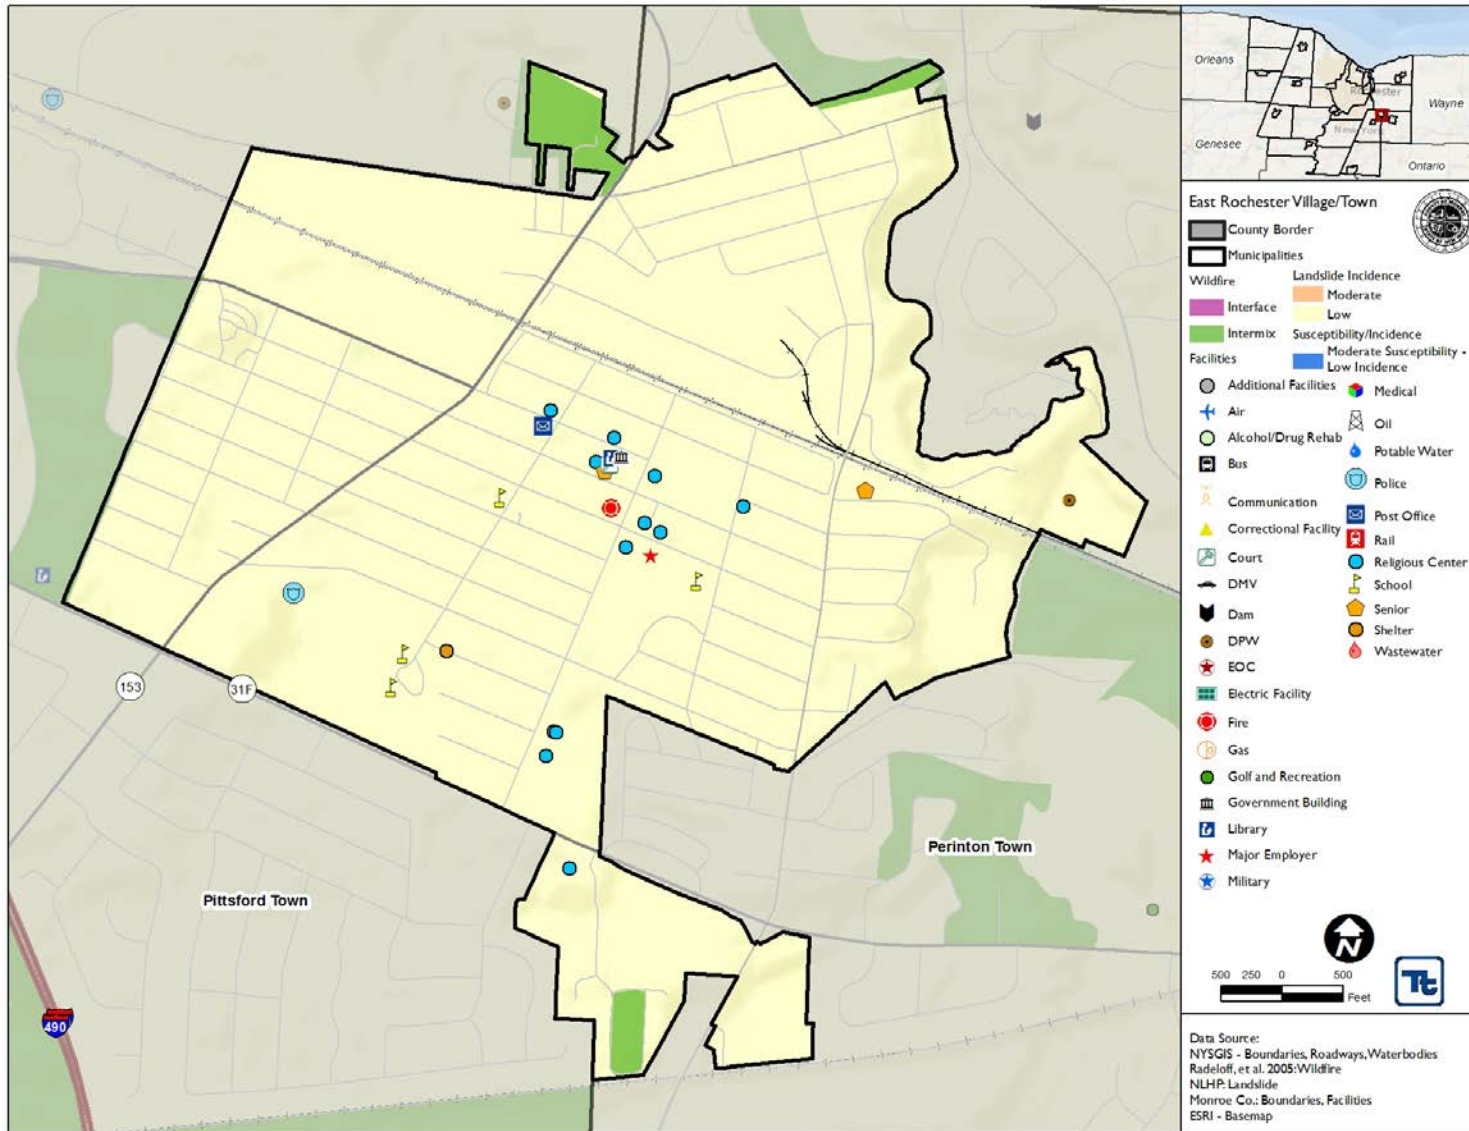 Orleans
Rochester
Wayne
New York
Genesee
Ontario
East Rochester Village/Town
County Border
Municipalities
Wildfire
Interface
Intermix
Landslide Incidence
Moderate
Low
Susceptibility/Incidence
Moderate Susceptibility -
Low Incidence
Facilities
Additional Facilities
Air
Alcohol/Drug Rehab
Bus
Communication
Correctional Facility
Court
DMV
Dam
DPW
EOC
Electric Facility
Fire
Gas
Golf and Recreation
Government Building
Library
Major Employer
Military
Medical
Oil
Potable Water
Police
Post Office
Rail
Religious Center
School
Senior
Shelter
Wastewater
153
31F
Perinton Town
Pittsford Town
490
N
500 250 0 500
Feet
Tt
Data Source:
NYSGIS - Boundaries, Roadways,Waterbodies
Radeloff, et al. 2005:Wildfire
NLHP: Landslide
Monroe Co.: Boundaries, Facilities
ESRI - Basemap